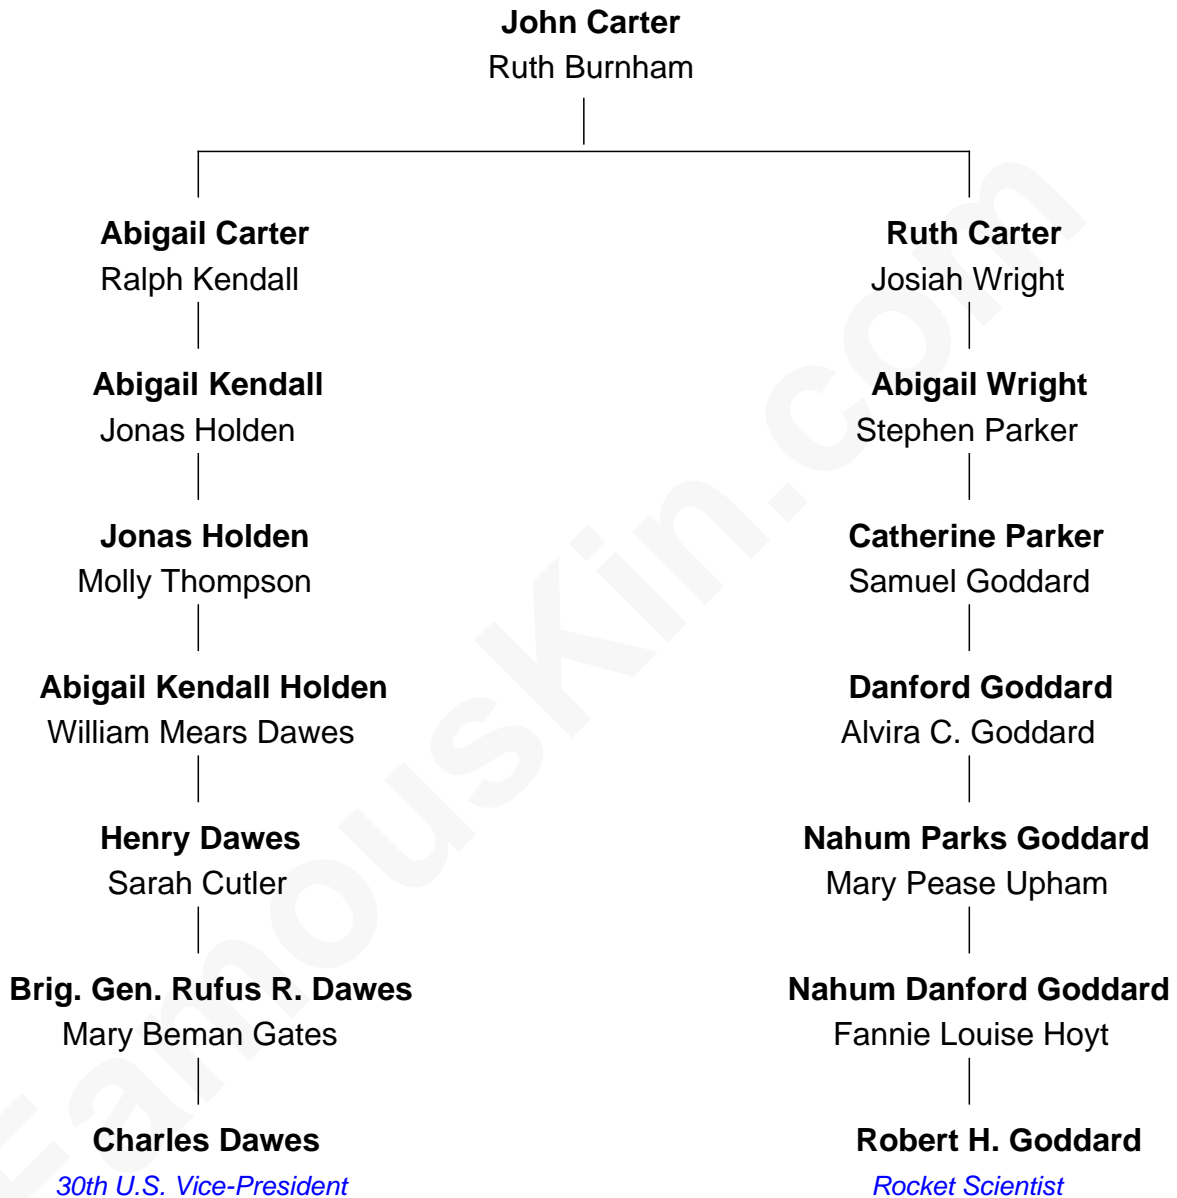 John Carter
Ruth Burnham
Abigail Carter
Ralph Kendall
Ruth Carter
Josiah Wright
Abigail Kendall
Jonas Holden
Abigail Wright
Stephen Parker
Jonas Holden
Molly Thompson
Catherine Parker
Samuel Goddard
Abigail Kendall Holden
William Mears Dawes
Danford Goddard
Alvira C. Goddard
Henry Dawes
Sarah Cutler
Nahum Parks Goddard
Mary Pease Upham
Brig. Gen. Rufus R. Dawes
Mary Beman Gates
Nahum Danford Goddard
Fannie Louise Hoyt
Charles Dawes
30th U.S. Vice-President
Robert H. Goddard
Rocket Scientist
FamousKin.com